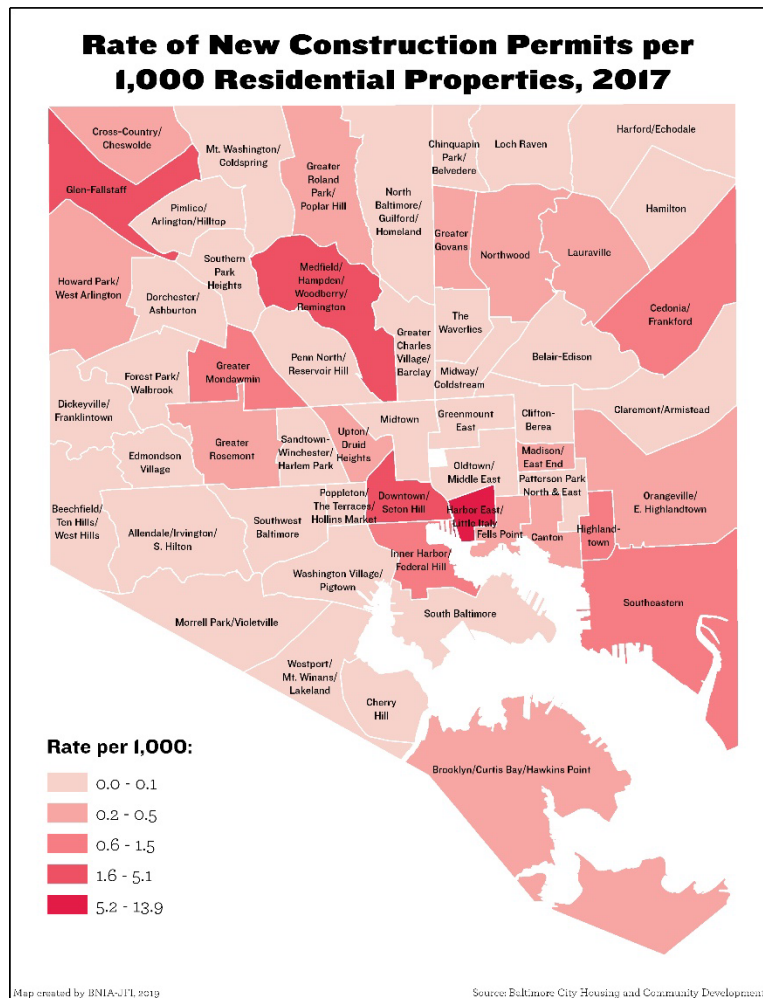 Rate of New Construction Permits per
1,000 Residential Properties, 2017
Cross-Country/
Cheswolde
Mt. Washington/
Coldspring
Greater
Roland
Park/
Poplar Hill
North
Baltimore/
Guilford/
Homeland
Chinquapin
Park/
Belvedere
Loch Raven
Harford/Echodale
Glen-Fallstaff
Pimlico/
Arlington/Hilltop
Hamilton
Greater
Govans
Northwood
Lauraville
Southern
Park
Heights
Howard Park/
West Arlington
Dorchester/
Ashburton
Medfield/
Hampden/
Woodberry/
Remington
Cedonia/
Frankford
The
Waverlies
Greater
Charles
Village/
Barclay
Belair-Edison
Penn North/
Reservoir Hill
Midway/
Coldstream
Forest Park/
Walbrook
Greater
Mondawmin
Dickeyville/
Franklintown
Claremont/Armistead
Midtown
Greenmount
East
Clifton-
Berea
Edmondson
Village
Greater
Rosemont
Sandtown-
Winchester/
Harlem Park
Upton/
Druid
Heights
Oldtown/
Middle East
Madison/
East End
Patterson Park
North & East
Orangeville/
E. Highlandtown
Beechfield/
Ten Hills/
West Hills
Allendale/Irvington/
S. Hilton
Southwest
Baltimore
Poppleton/
The Terraces/
Hollins Market
Downtown/
Seton Hill
Harbor East/
Little Italy
Fells Point
Canton
Highland-
town
Inner Harbor/
Federal Hill
Washington Village/
Pigtown
Southeastern
South Baltimore
Morrell Park/Violetville
Westport/
Mt. Winans/
Lakeland
Cherry
Hill
Brooklyn/Curtis Bay/Hawkins Point
Rate per 1,000:
0.0 - 0.1
0.2 - 0.5
0.6 - 1.5
1.6 - 5.1
5.2 - 13.9
Map created by BNIA-JFI, 2019
Source: Baltimore City Housing and Community Development